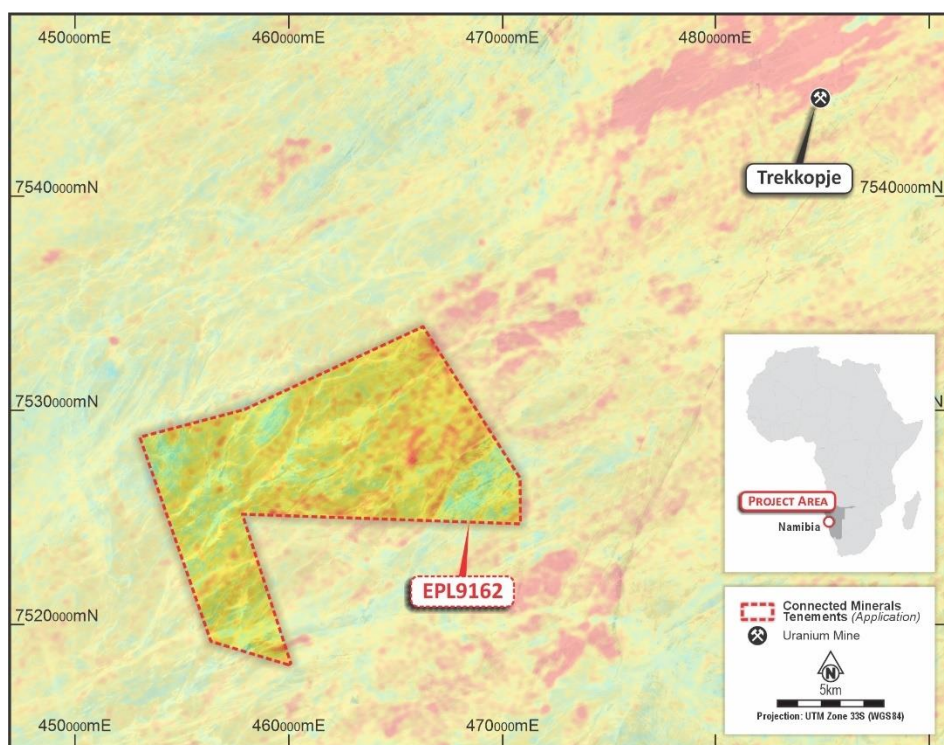 450000mE 460000mE 470000mE 480000mE
Trekkopje
7540000mN 7540000mN
7530000mN
PROJECT AREA
Namibia
EPL9162
7520000mN
Connected Minerals
Tenements (Application)
Uranium Mine
N
5km
Projection: UTM Zone 33S (WGS84)
450000mE 460000mE 470000mE